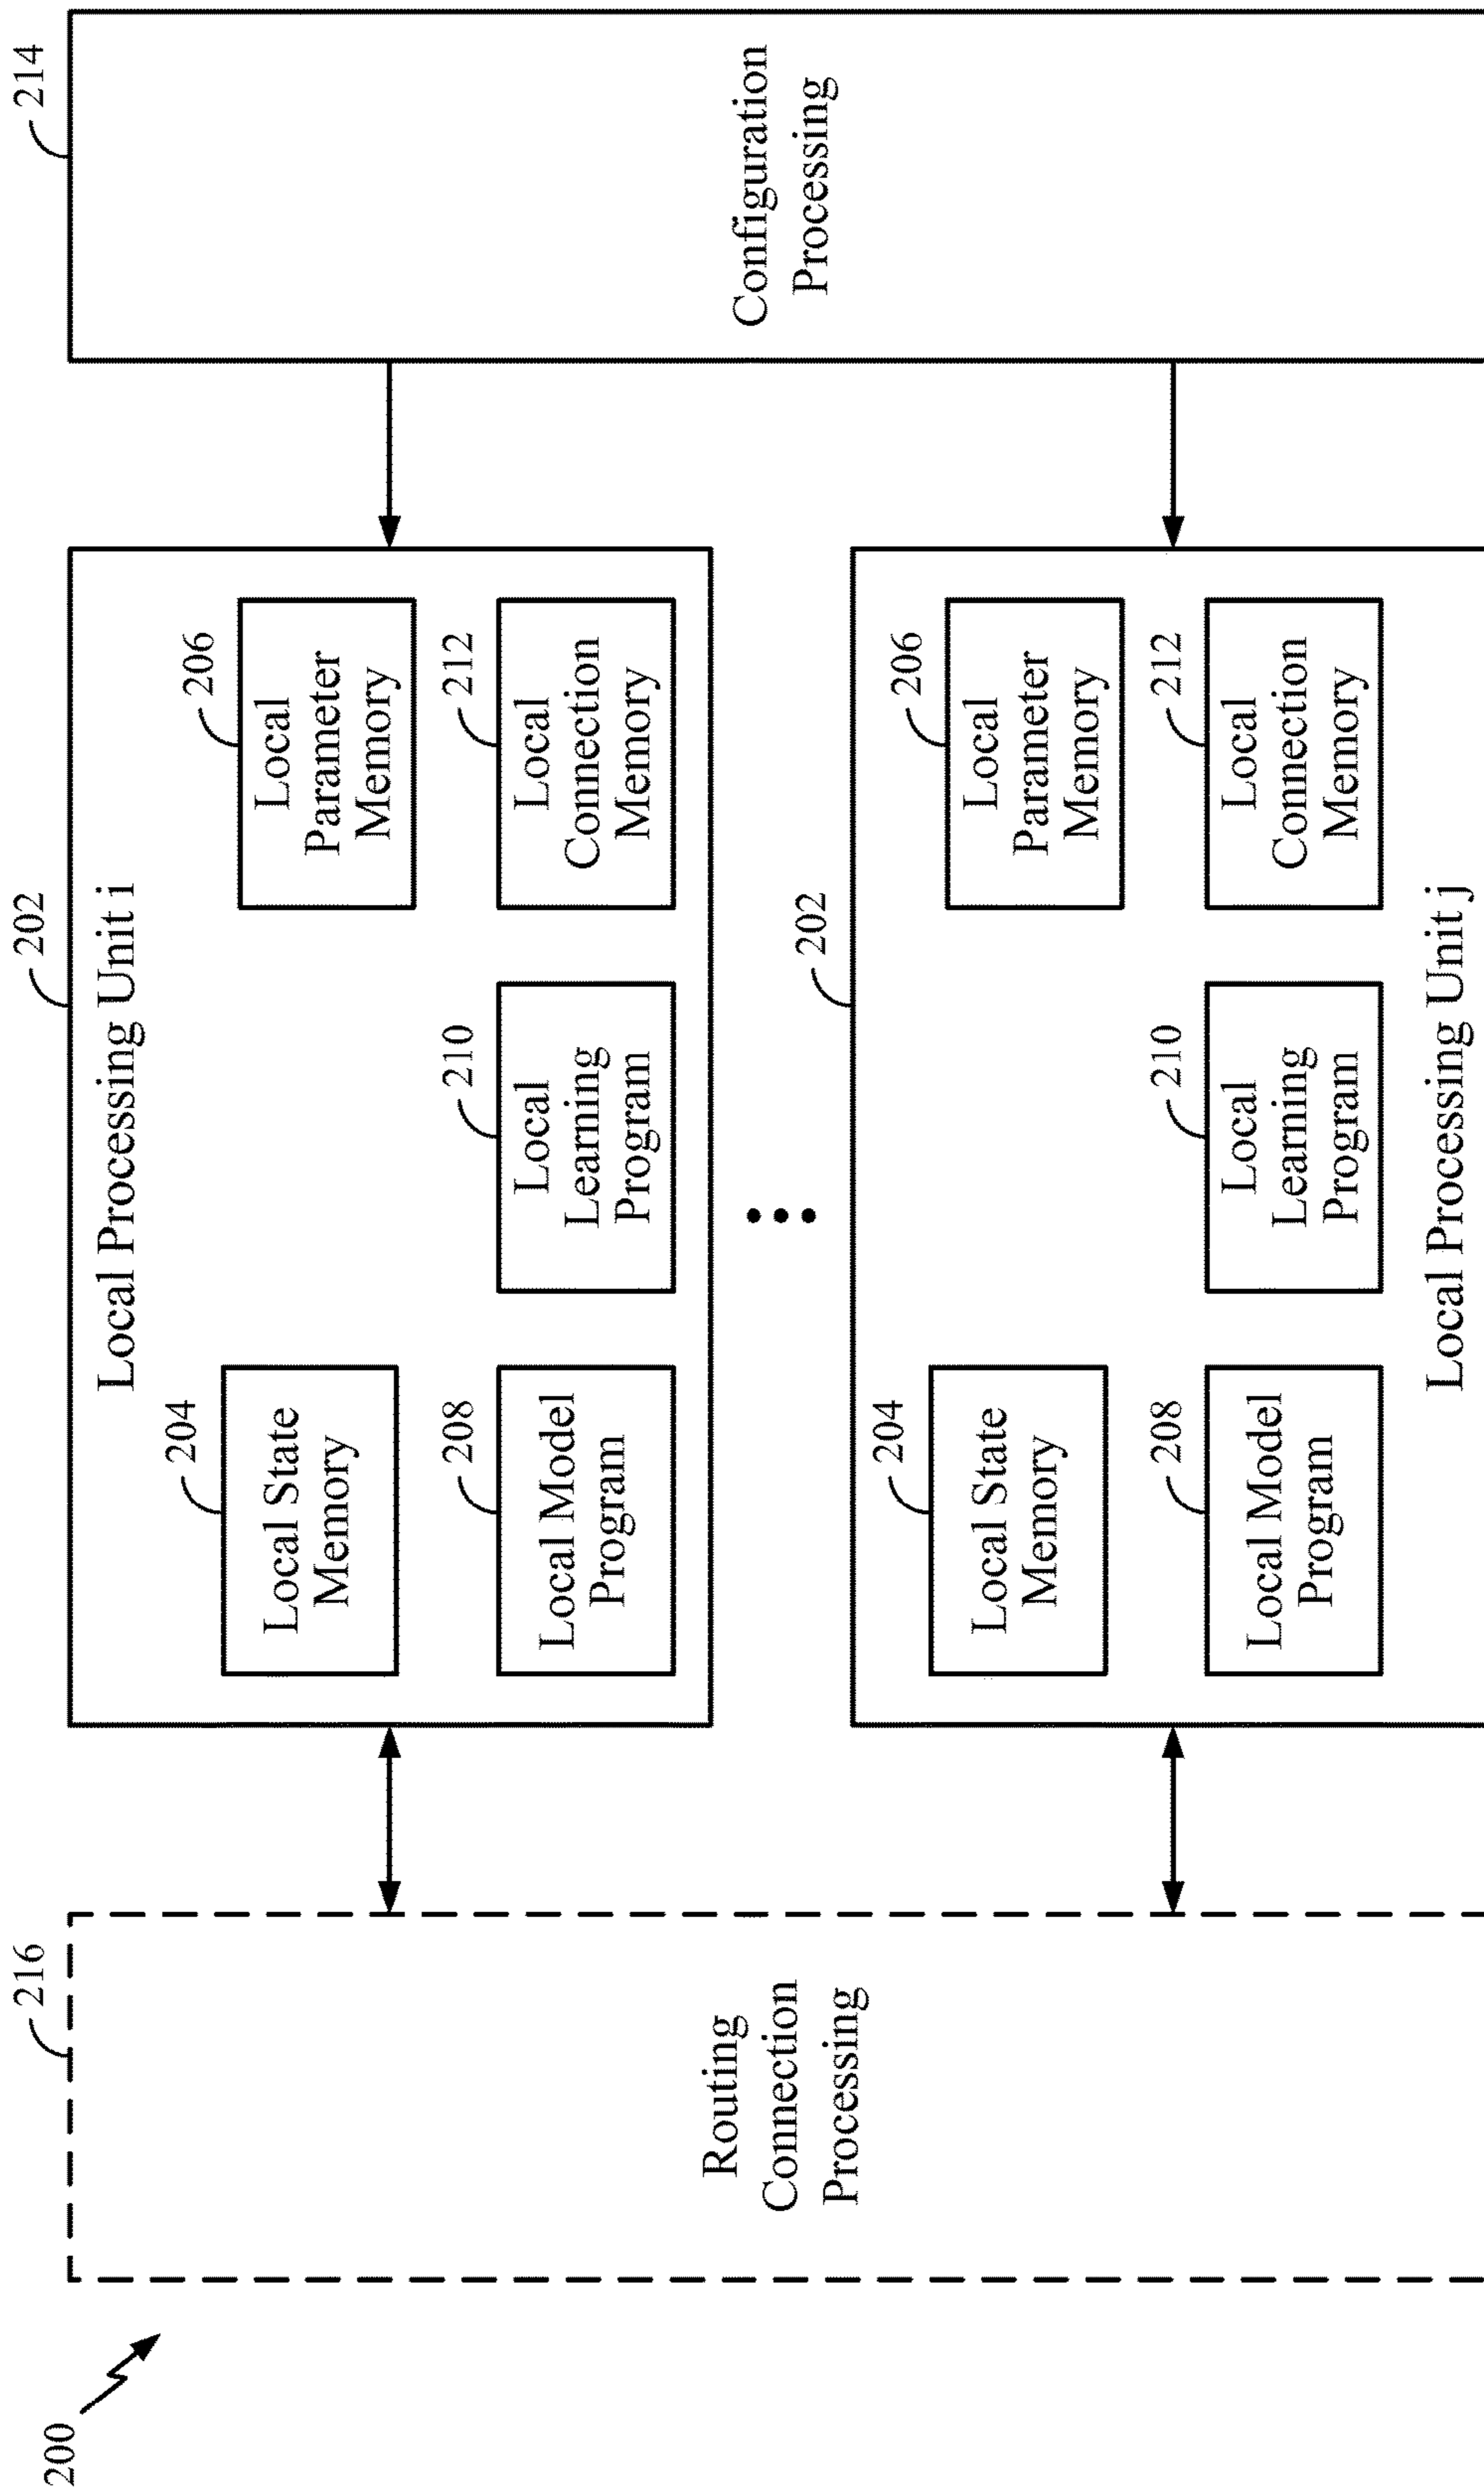 200
216
Routing
Connection
Processing
202
Local Processing Unit i
204
Local State
Memory
206
Local
Parameter
Memory
208
Local Model
Program
210
Local
Learning
Program
212
Local
Connection
Memory
202
204
Local State
Memory
206
Local
Parameter
Memory
208
Local Model
Program
210
Local
Learning
Program
212
Local
Connection
Memory
Local Processing Unit j
214
Configuration
Processing